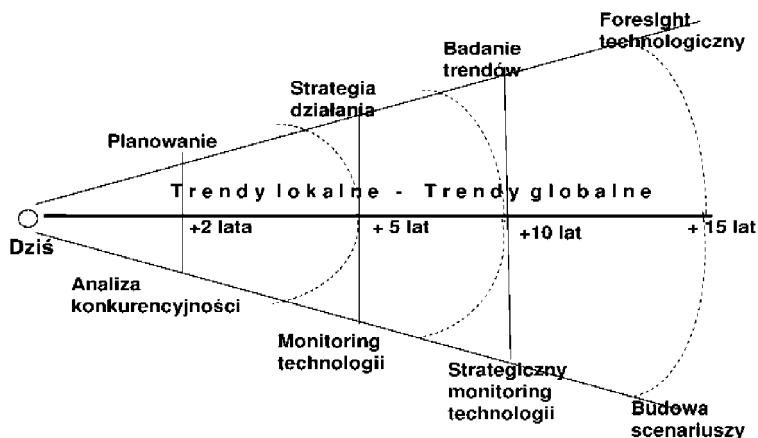 Foresight
technologiczny
Badanie
trendów
Strategia
działania
Planowanie
Trendy lokalne - Trendy globalne
Dziś
+2 lata
+ 5 lat
+10 lat
+ 15 lat
Analiza
konkurencyjności
Monitoring
technologii
Strategiczny
monitoring
technologii
Budowa
scenariuszy